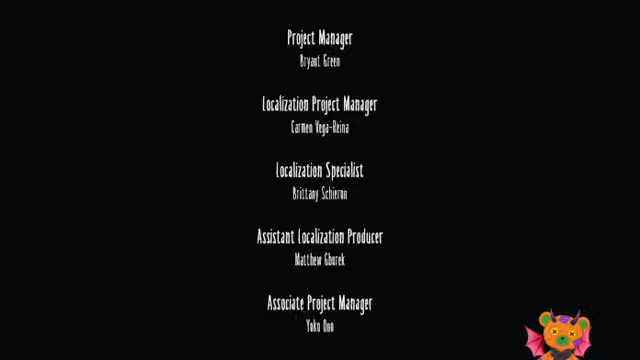 Project Manager
Bryant Green
Localization Project Manager
Carmen Vega-Reina
Localization Specialist
Brittany Schieron
Assistant Localization Producer
Matthew Gburek
Associate Project Manager
Yoko Ono